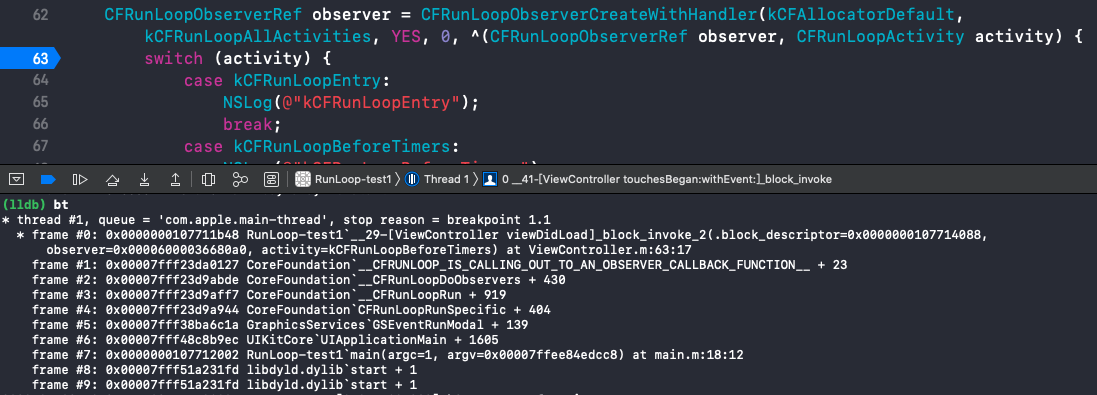 62 CFRunLoopObserverRef observer = CFRunLoopObserverCreateWithHandler(kCFAllocatorDefault,
kCFRunLoopAllActivities, YES, 0, ^(CFRunLoopObserverRef observer, CFRunLoopActivity activity) {
63 switch (activity) {
64 case kCFRunLoopEntry:
65 NSLog(@"kCFRunLoopEntry");
66 break;
67 case kCFRunLoopBeforeTimers:
RunLoop-test1 〉 Thread 1 〉 0 __41-[ViewController touchesBegan:withEvent:]_block_invoke
(lldb) bt
* thread #1, queue = 'com.apple.main-thread', stop reason = breakpoint 1.1
* frame #0: 0x0000000107711b48 RunLoop-test1`__29-[ViewController viewDidLoad]_block_invoke_2(.block_descriptor=0x0000000107714088,
observer=0x00006000036680a0, activity=kCFRunLoopBeforeTimers) at ViewController.m:63:17
frame #1: 0x00007fff23da0127 CoreFoundation`__CFRUNLOOP_IS_CALLING_OUT_TO_AN_OBSERVER_CALLBACK_FUNCTION__ + 23
frame #2: 0x00007fff23d9abde CoreFoundation`__CFRunLoopDoObservers + 430
frame #3: 0x00007fff23d9aff7 CoreFoundation`__CFRunLoopRun + 919
frame #4: 0x00007fff23d9a944 CoreFoundation`CFRunLoopRunSpecific + 404
frame #5: 0x00007fff38ba6c1a GraphicsServices`GSEventRunModal + 139
frame #6: 0x00007fff48c8b9ec UIKitCore`UIApplicationMain + 1605
frame #7: 0x0000000107712002 RunLoop-test1`main(argc=1, argv=0x00007ffee84edcc8) at main.m:18:12
frame #8: 0x00007fff51a231fd libdyld.dylib`start + 1
frame #9: 0x00007fff51a231fd libdyld.dylib`start + 1